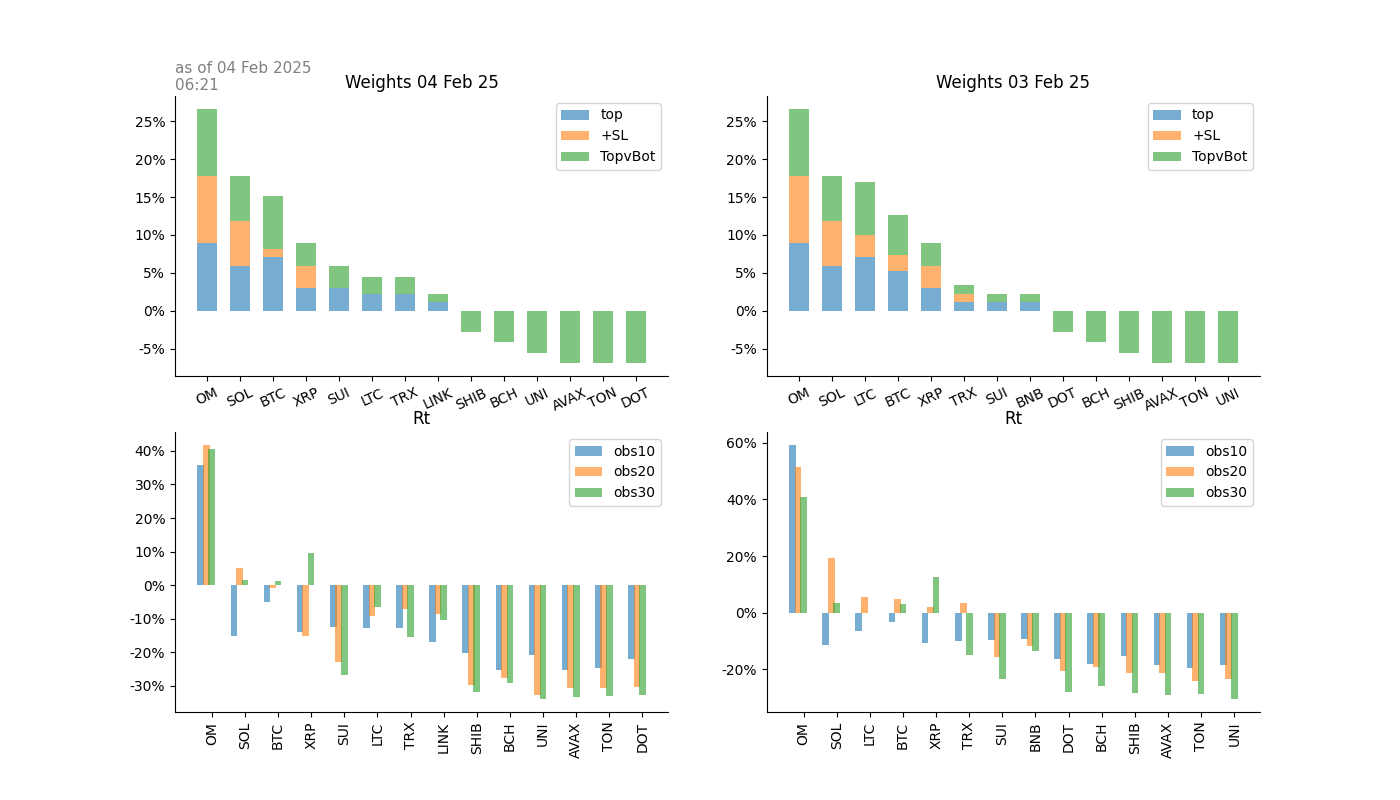 as of 04 Feb 2025
06:21
Weights 04 Feb 25
25%
20%
15%
10%
5%
0%
-5%
top
+SL
TopvBot
OM SOL BTC XRP SUI LTC TRX LINK SHIB BCH UNI AVAX TON DOT
Weights 03 Feb 25
25%
20%
15%
10%
5%
0%
-5%
top
+SL
TopvBot
OM SOL LTC BTC XRP TRX SUI BNB DOT BCH SHIB AVAX TON UNI
Rt
40%
30%
20%
10%
0%
-10%
-20%
-30%
obs10
obs20
obs30
OM SOL BTC XRP SUI LTC TRX LINK SHIB BCH UNI AVAX TON DOT
Rt
60%
40%
20%
0%
-20%
obs10
obs20
obs30
OM SOL LTC BTC XRP TRX SUI BNB DOT BCH SHIB AVAX TON UNI